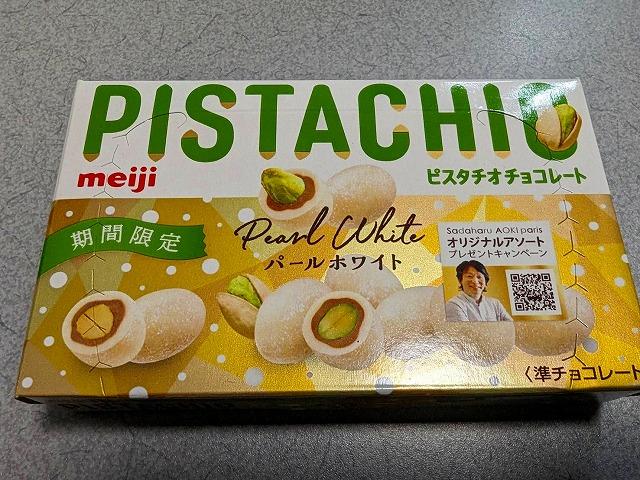 PISTACHIO
meiji
ピスタチオチョコレート
期間限定
Pearl White
パールホワイト
Sadaharu AOKI paris
オリジナルアソート
プレゼントキャンペーン
〈準チョコレート